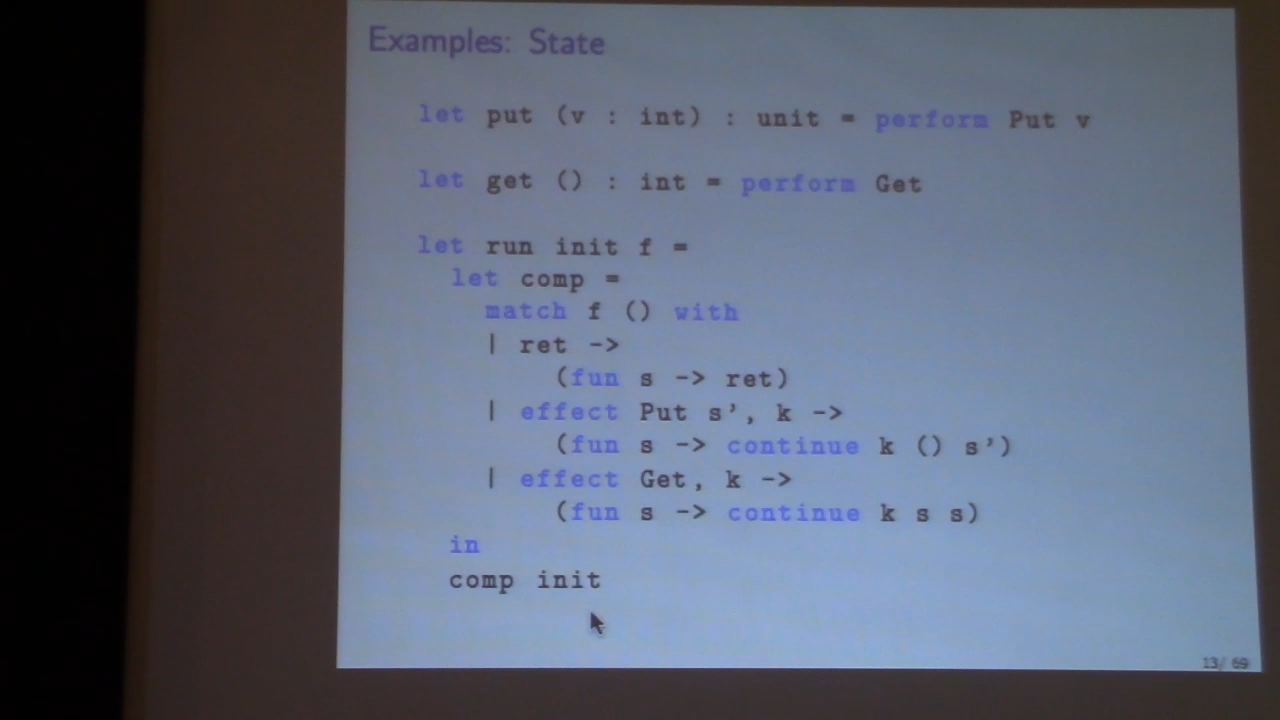 Examples: State
let put (v : int) : unit = perform Put v
let get () : int = perform Get
let run init f =
let comp =
match f () with
| ret ->
(fun s -> ret)
| effect Put s', k ->
(fun s -> continue k () s')
| effect Get, k ->
(fun s -> continue k s s)
in
comp init
13/ 69